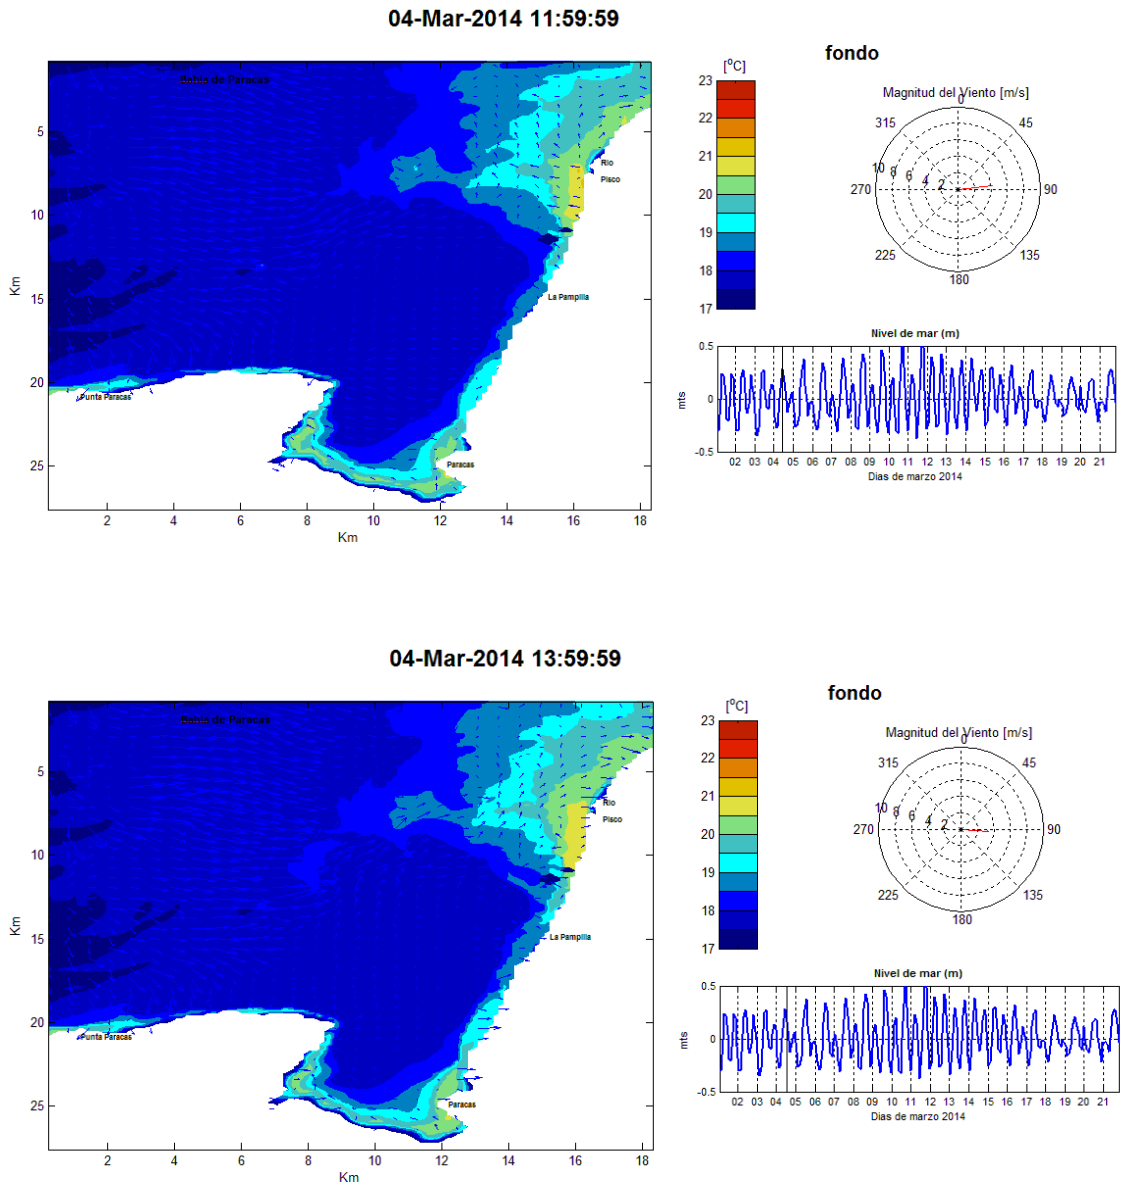 04-Mar-2014 11:59:59
fondo
[°C]
23
22
21
20
19
18
17
Magnitud del Viento [m/s]
0
315
45
10
8
6
4
2
270
90
225
135
180
Bahia de Paracas
Rio
Pisco
La Pampilla
Punta Paracas
Paracas
Km
5
10
15
20
25
2
4
6
8
10
12
14
16
18
Km
Nivel de mar (m)
mts
0.5
0
-0.5
02 03 04 05 06 07 08 09 10 11 12 13 14 15 16 17 18 19 20 21
Dias de marzo 2014
04-Mar-2014 13:59:59
fondo
[°C]
23
22
21
20
19
18
17
Magnitud del Viento [m/s]
0
315
45
10
8
6
4
2
270
90
225
135
180
Bahia de Paracas
Rio
Pisco
La Pampilla
Punta Paracas
Paracas
Km
5
10
15
20
25
2
4
6
8
10
12
14
16
18
Km
Nivel de mar (m)
mts
0.5
0
-0.5
02 03 04 05 06 07 08 09 10 11 12 13 14 15 16 17 18 19 20 21
Dias de marzo 2014